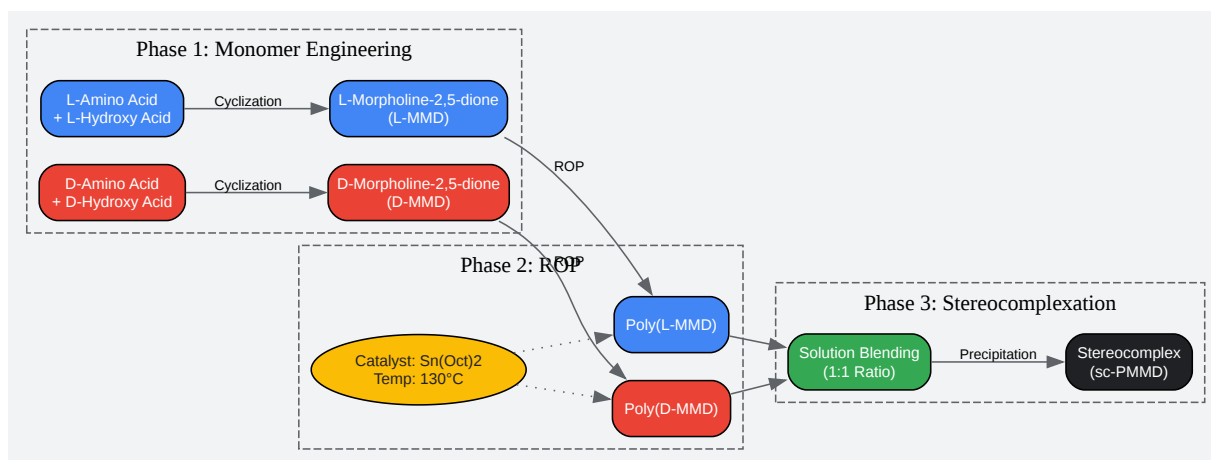 Phase 1: Monomer Engineering
L-Amino Acid
+ L-Hydroxy Acid
Cyclization
L-Morpholine-2,5-dione
(L-MMD)
D-Amino Acid
+ D-Hydroxy Acid
Cyclization
D-Morpholine-2,5-dione
(D-MMD)
ROP
ROP
Phase 2: ROP
Catalyst: Sn(Oct)2
Temp: 130°C
Poly(L-MMD)
Poly(D-MMD)
Phase 3: Stereocomplexation
Solution Blending
(1:1 Ratio)
Precipitation
Stereocomplex
(sc-PMMD)